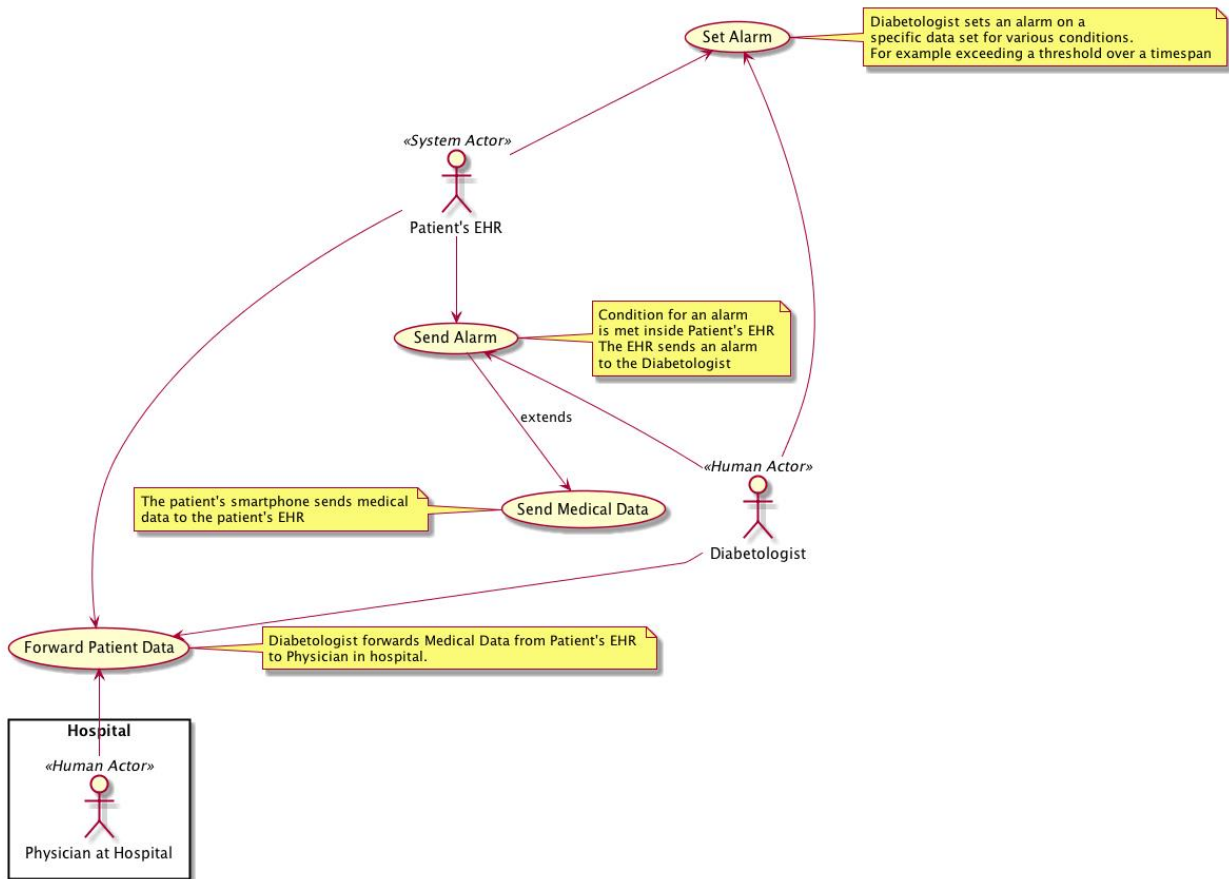 Set Alarm
Diabetologist sets an alarm on a
specific data set for various conditions.
For example exceeding a threshold over a timespan
«System Actor»
Patient's EHR
Send Alarm
Condition for an alarm
is met inside Patient's EHR
The EHR sends an alarm
to the Diabetologist
extends
«Human Actor»
Diabetologist
The patient's smartphone sends medical
data to the patient's EHR
Send Medical Data
Forward Patient Data
Diabetologist forwards Medical Data from Patient's EHR
to Physician in hospital.
Hospital
«Human Actor»
Physician at Hospital